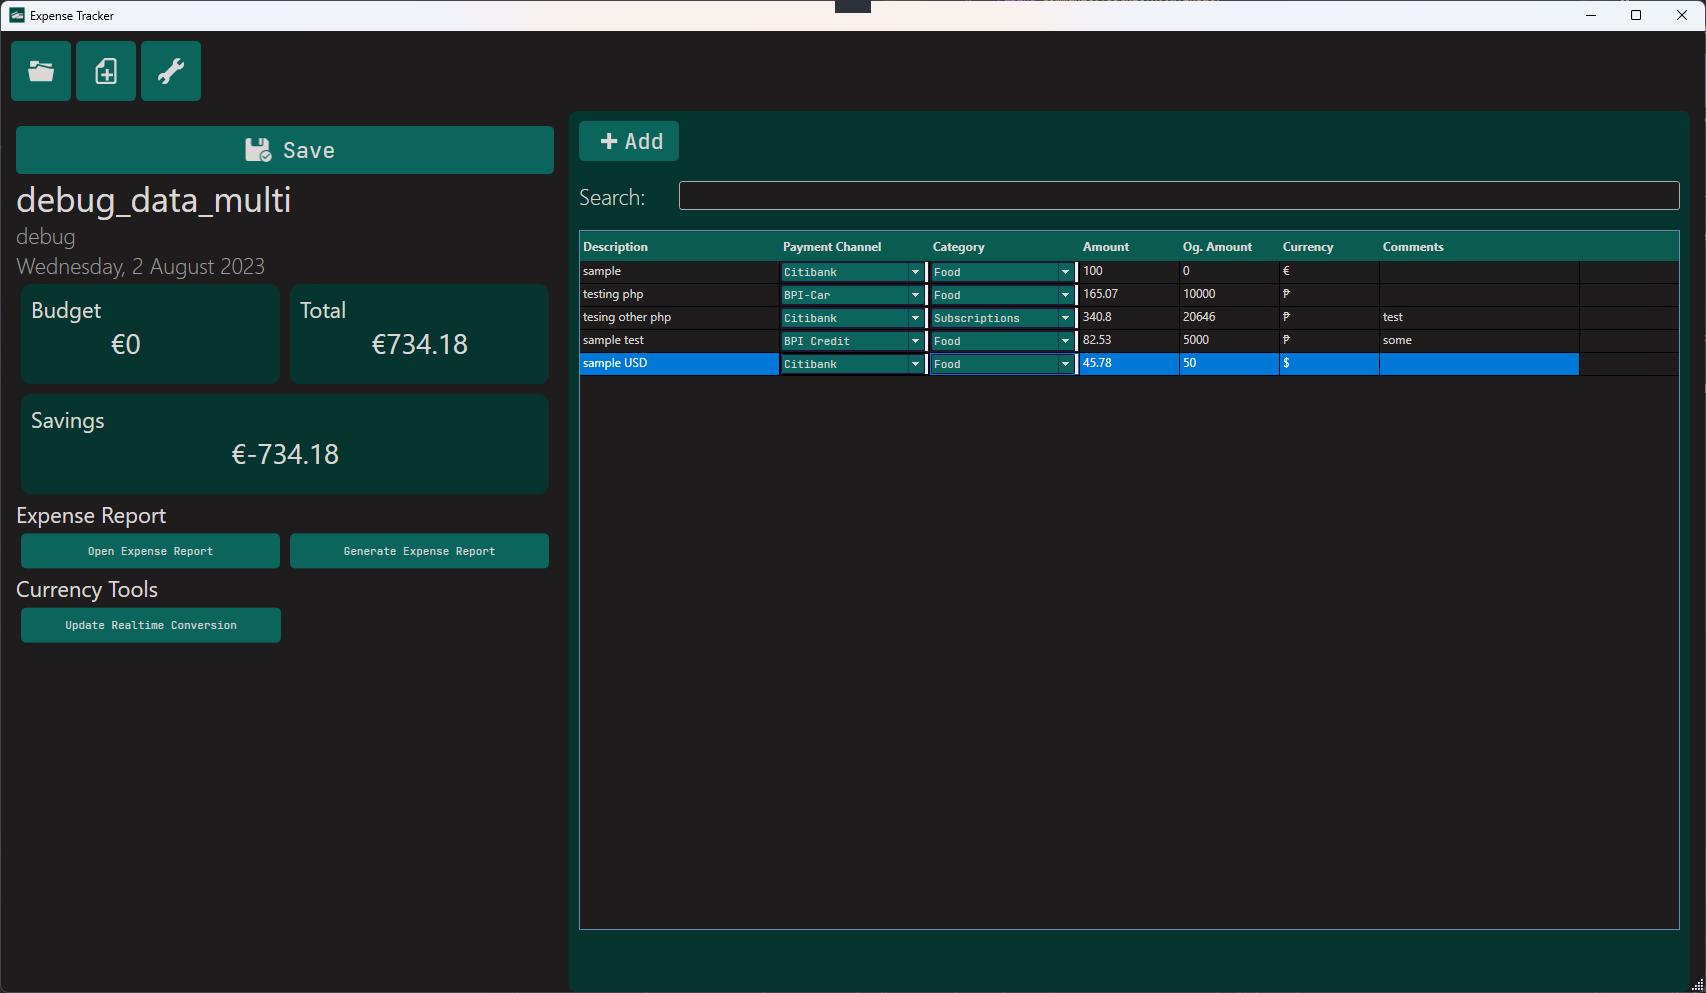 Expense Tracker
Save
debug_data_multi
debug
Wednesday, 2 August 2023
Budget
€0
Total
€734.18
Savings
€-734.18
Expense Report
Open Expense Report
Generate Expense Report
Currency Tools
Update Realtime Conversion
Add
Search:
Description Payment Channel Category Amount Og. Amount Currency Comments
sample Citibank Food 100 0 €
testing php BPI-Car Food 165.07 10000 ₱
tesing other php Citibank Subscriptions 340.8 20646 ₱ test
sample test BPI Credit Food 82.53 5000 ₱ some
sample USD Citibank Food 45.78 50 $